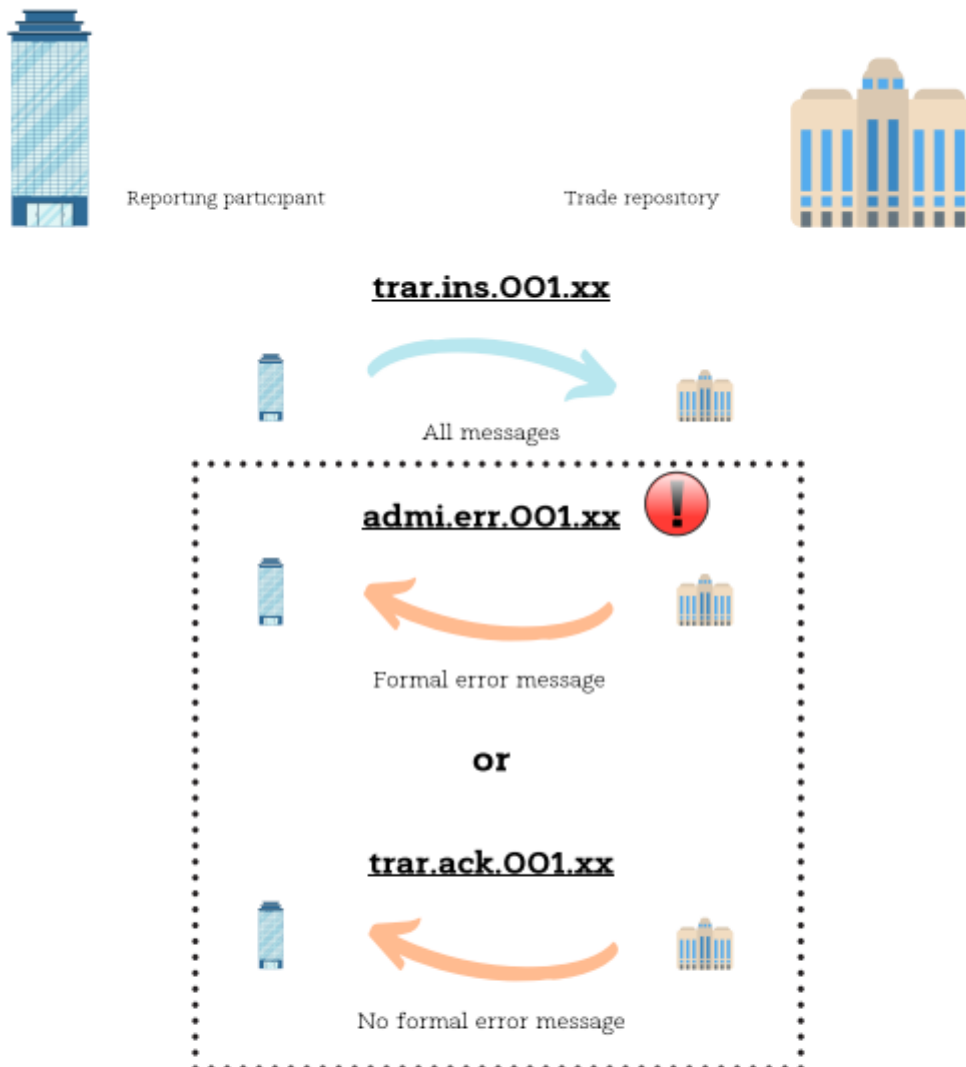 Reporting participant
Trade repository
trar.ins.001.xx
All messages
admi.err.001.xx
Formal error message
or
trar.ack.001.xx
No formal error message